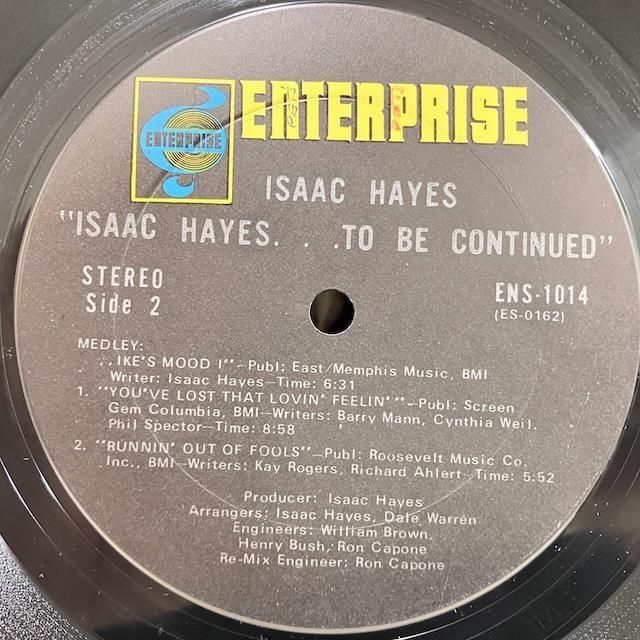 ENTERPRISE
ENTERPRISE
ISAAC HAYES
"ISAAC HAYES. . .TO BE CONTINUED"
STEREO
Side 2
ENS-1014
(ES-0162)
MEDLEY:
. .IKE'S MOOD I"-Publ: East/Memphis Music, BMI
Writer: Isaac Hayes-Time: 6:31
1. "YOU'VE LOST THAT LOVIN' FEELIN'"-Publ: Screen
Gem Columbia, BMI-Writers: Barry Mann, Cynthia Weil.
Phil Spector-Time: 8:58
2. "RUNNIN' OUT OF FOOLS"-Publ: Roosevelt Music Co.
Inc., BMI-Writers: Kay Rogers, Richard Ahlert-Time: 5:52
Producer: Isaac Hayes
Arrangers: Isaac Hayes, Dale Warren
Engineers: William Brown,
Henry Bush, Ron Capone
Re-Mix Engineer: Ron Capone